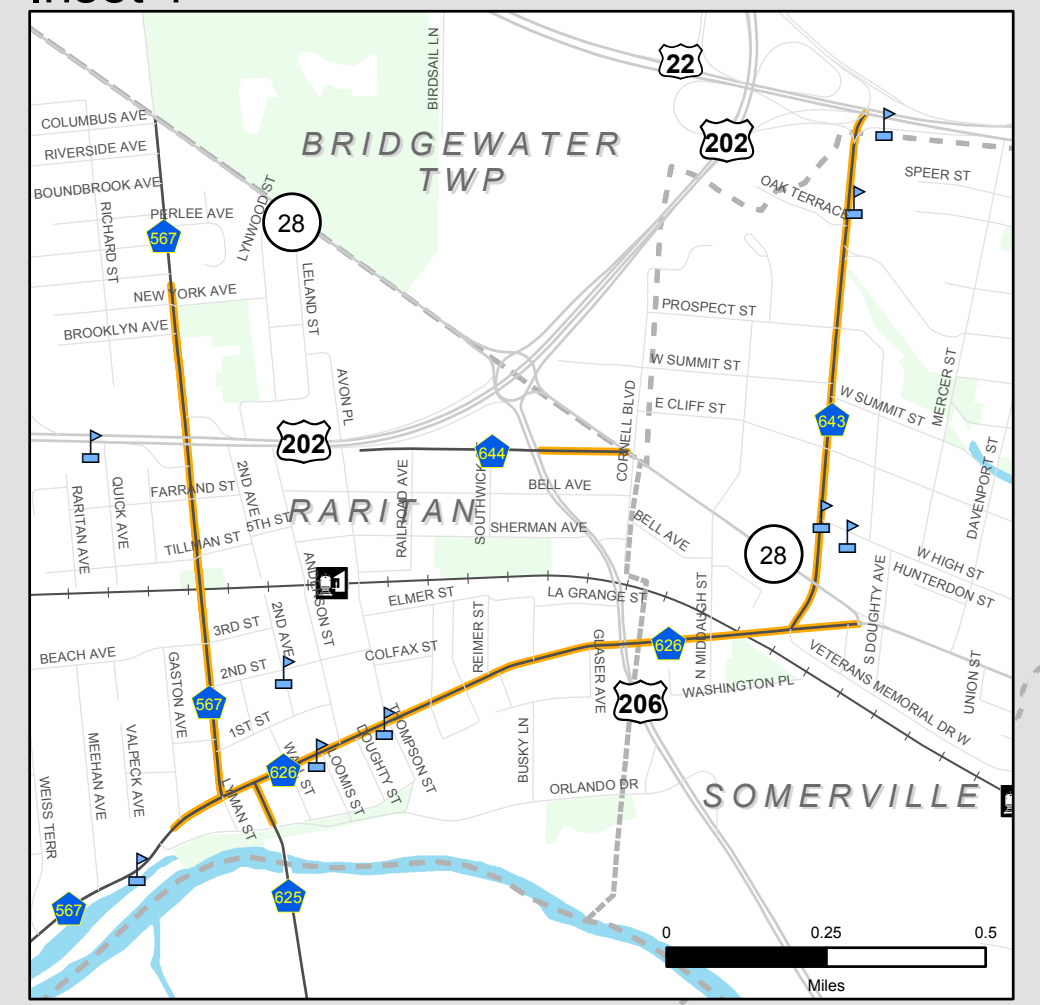 BIRDSAIL LN
22
COLUMBUS AVE
202
BRIDGEWATER
TWP
RIVERSIDE AVE
SPEER ST
BOUNDBROOK AVE
OAK TERRACE
PERLEE AVE
LYNWOOD ST
28
567
RICHARD ST
NEW YORK AVE
LELAND ST
PROSPECT ST
BROOKLYN AVE
W SUMMIT ST
MERCER ST
AVON PL
E CLIFF ST
W SUMMIT ST
643
CORNELL BLVD
202
644
DAVENPORT ST
FARRAND ST
2ND AVE
RAILROAD AVE
SOUTHWICK
BELL AVE
RARITAN AVE
QUICK AVE
RARITAN
5TH ST
SHERMAN AVE
BELL AVE
TILLMAN ST
28
W HIGH ST
HUNTERDON ST
ANDERSON ST
ELMER ST
LA GRANGE ST
N MIDDAUGH ST
S DOUGHTY AVE
3RD ST
2ND AVE
REIMER ST
GLASER AVE
626
BEACH AVE
GASTON AVE
2ND ST
COLFAX ST
VETERANS MEMORIAL DR W
UNION ST
WASHINGTON PL
567
206
1ST ST
THOMPSON ST
DOUGHTY ST
BUSKY LN
MEEHAN AVE
VALPECK AVE
626
LOOMIS ST
ORLANDO DR
SOMERVILLE
WEISS TERR
LYMAN ST
625
567
0
0.25
0.5
Miles